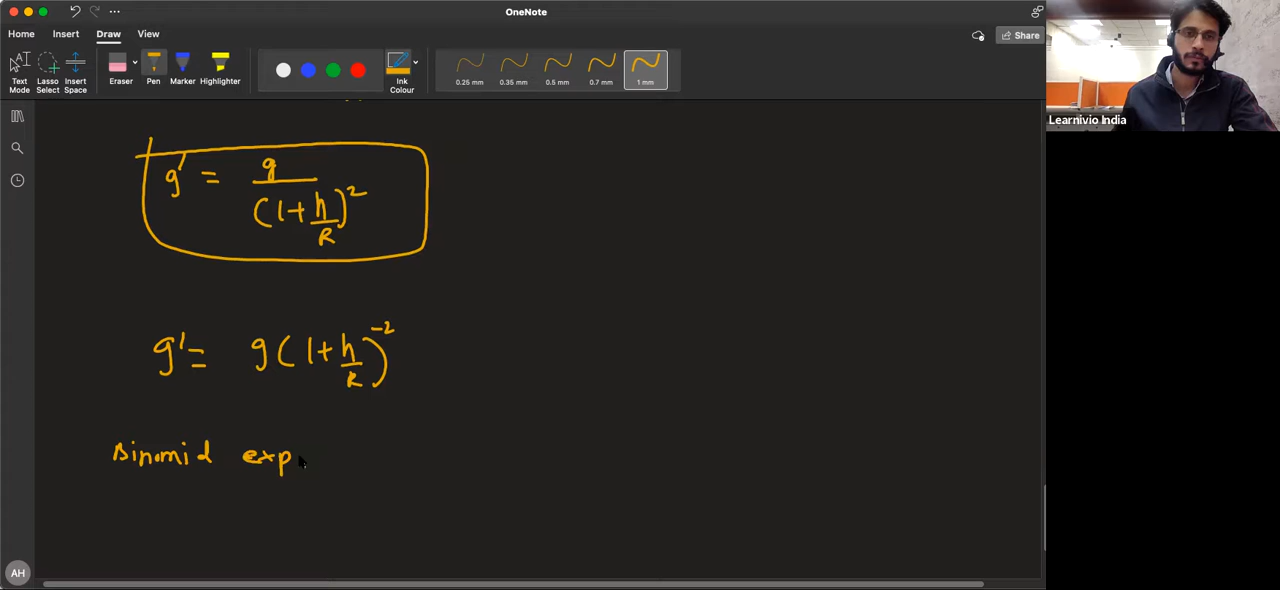 OneNote
Home Insert Draw View
Share
Text Mode Lasso Select Insert Space Eraser Pen Marker Highlighter Ink Colour 0.25 mm 0.35 mm 0.5 mm 0.7 mm 1 mm
Learnivio India
g' = g / (1 + h/R)^2
g' = g(1 + h/R)^-2
Binomial exp
AH